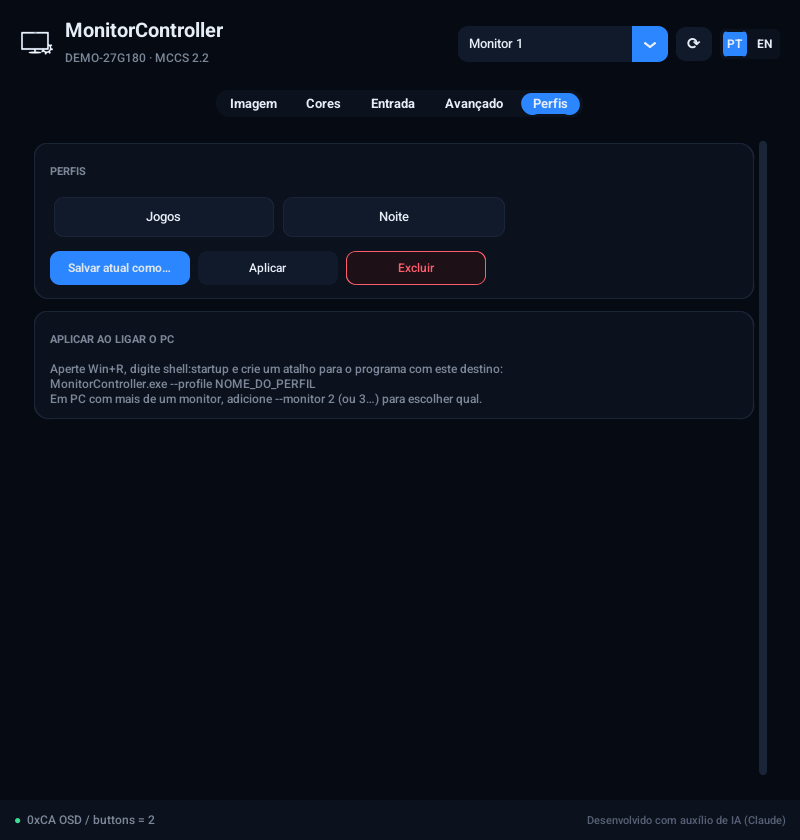 MonitorController
DEMO-27G180 · MCCS 2.2
Monitor 1
⟳
PT
EN
Imagem
Cores
Entrada
Avançado
Perfis
PERFIS
Jogos
Noite
Salvar atual como...
Aplicar
Excluir
APLICAR AO LIGAR O PC
Aperte Win+R, digite shell:startup e crie um atalho para o programa com este destino:
MonitorController.exe --profile NOME_DO_PERFIL
Em PC com mais de um monitor, adicione --monitor 2 (ou 3...) para escolher qual.
0xCA OSD / buttons = 2
Desenvolvido com auxílio de IA (Claude)